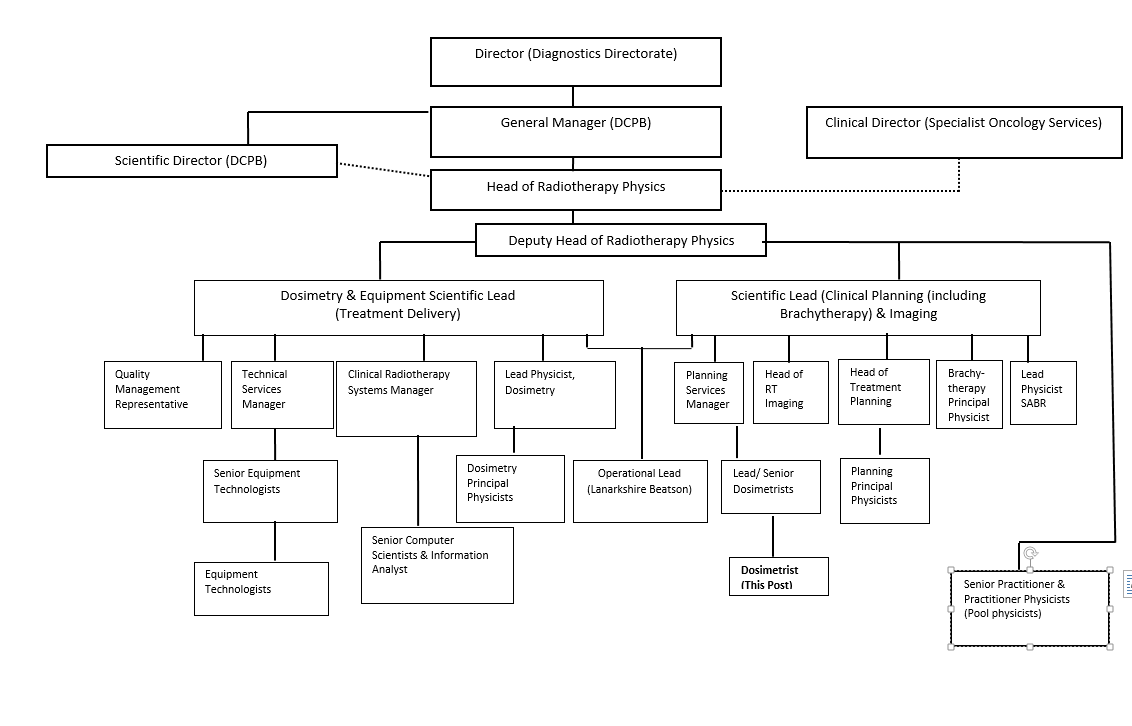 Director (Diagnostics Directorate)
General Manager (DCPB)
Clinical Director (Specialist Oncology Services)
Scientific Director (DCPB)
Head of Radiotherapy Physics
Deputy Head of Radiotherapy Physics
Dosimetry & Equipment Scientific Lead
(Treatment Delivery)
Scientific Lead (Clinical Planning (including
Brachytherapy) & Imaging
Quality
Management
Representative
Technical
Services
Manager
Clinical Radiotherapy
Systems Manager
Lead Physicist,
Dosimetry
Planning
Services
Manager
Head of
RT
Imaging
Head of
Treatment
Planning
Brachy-
therapy
Principal
Physicist
Lead
Physicist
SABR
Senior Equipment
Technologists
Dosimetry
Principal
Physicists
Operational Lead
(Lanarkshire Beatson)
Lead/ Senior
Dosimetrists
Planning
Principal
Physicists
Senior Computer
Scientists & Information
Analyst
Equipment
Technologists
Dosimetrist
(This Post)
Senior Practitioner &
Practitioner Physicists
(Pool physicists)